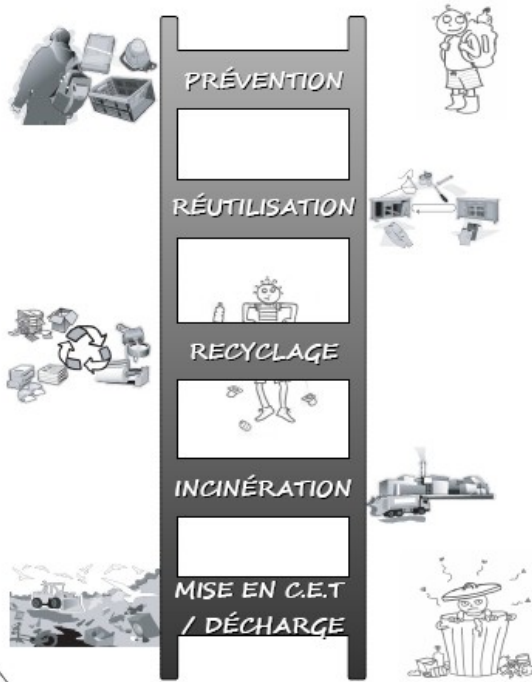 PRÉVENTION
RÉUTILISATION
RECYCLAGE
INCINÉRATION
MISE EN C.E.T
/ DÉCHARGE